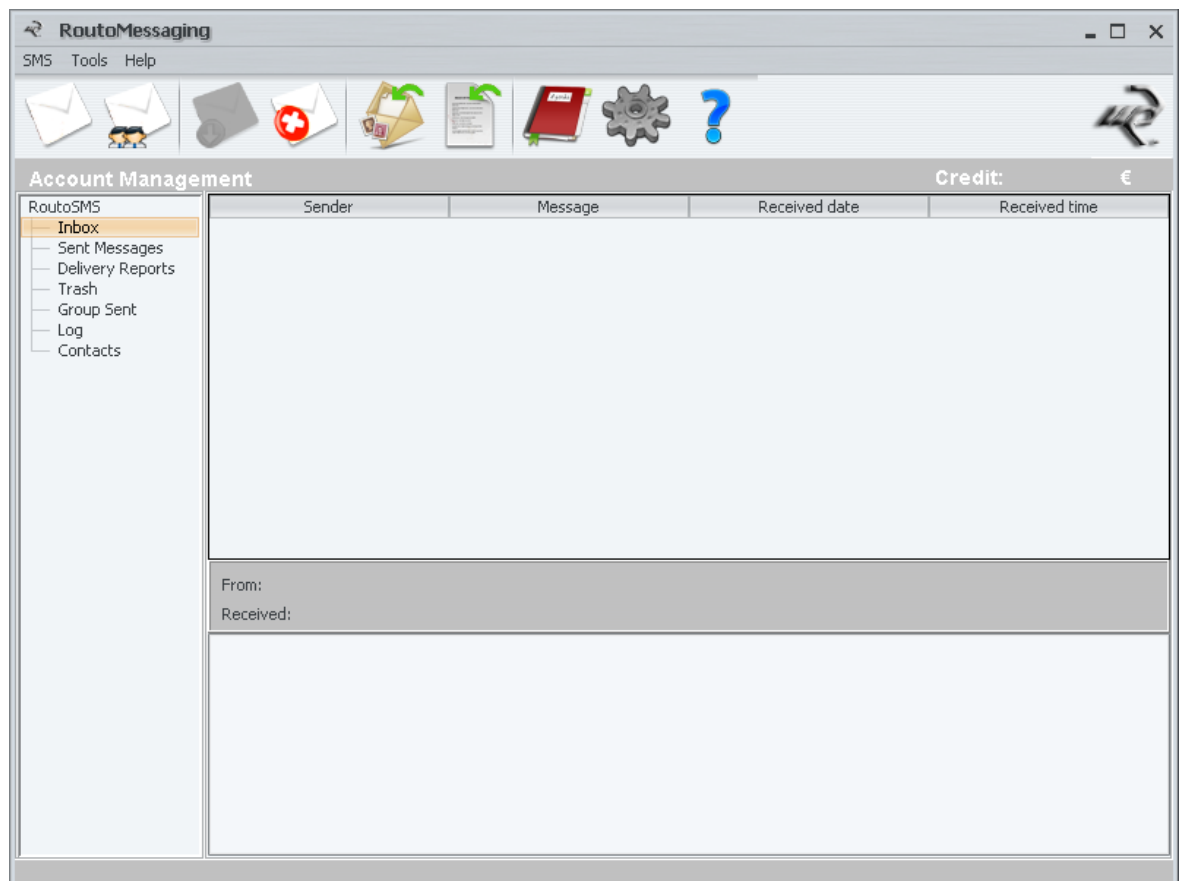 RoutoMessaging
SMS Tools Help
Account Management Credit: €
RoutoSMS
Sender Message Received date Received time
Inbox
Sent Messages
Delivery Reports
Trash
Group Sent
Log
Contacts
From:
Received: